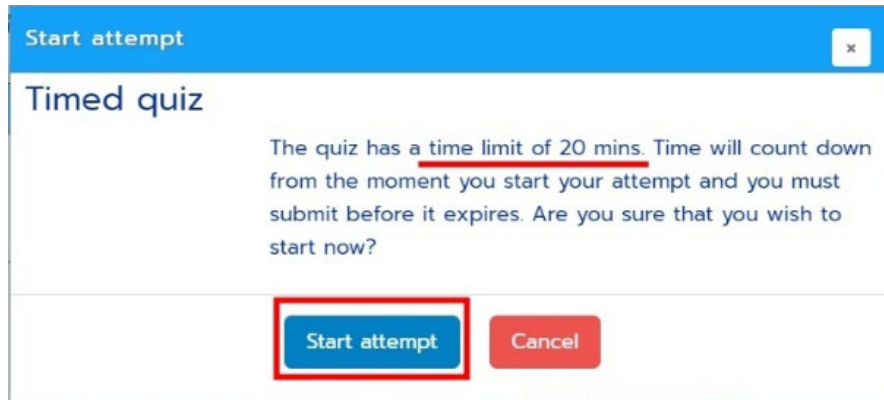 Start attempt
×
Timed quiz
The quiz has a time limit of 20 mins. Time will count down
from the moment you start your attempt and you must
submit before it expires. Are you sure that you wish to
start now?
Start attempt
Cancel